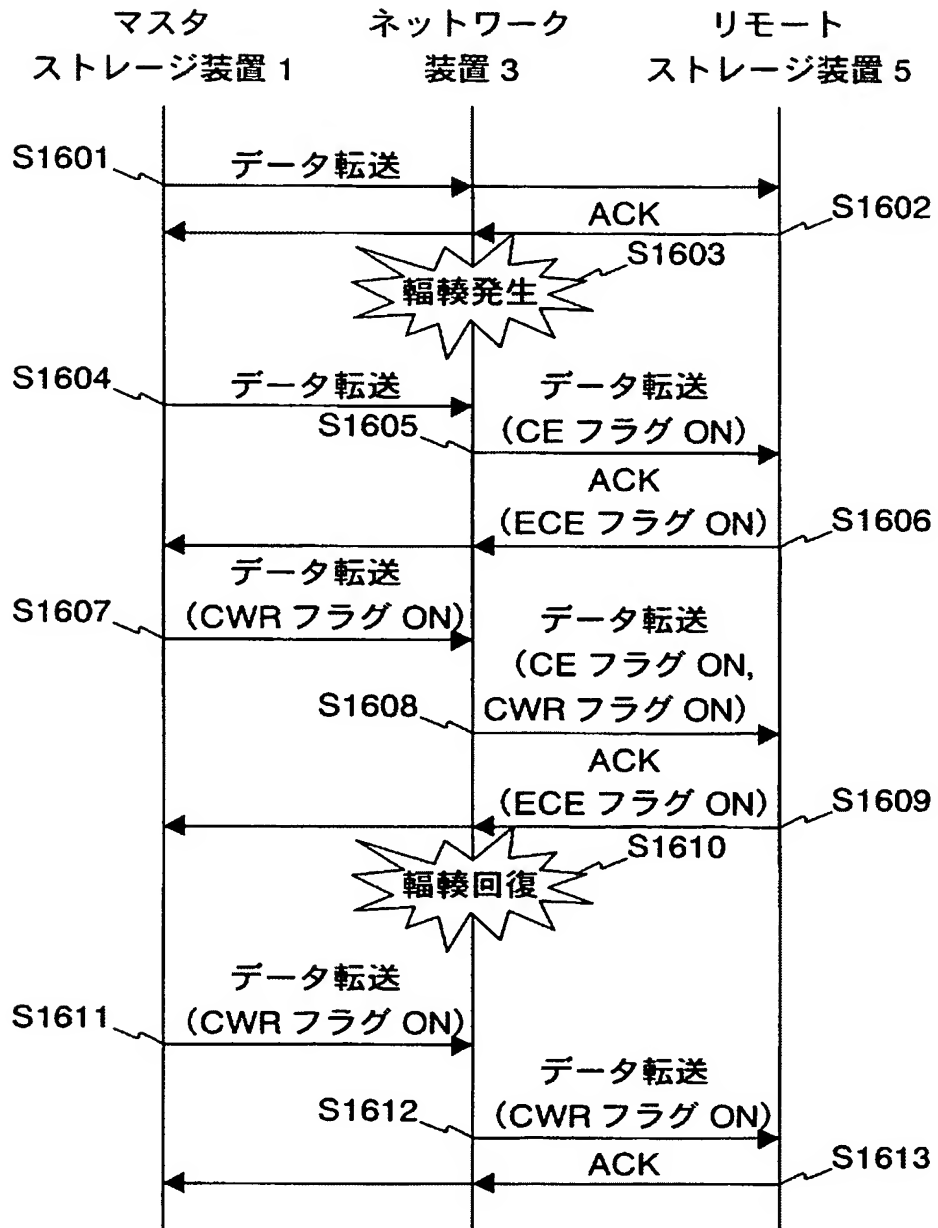 マスタ
ストレージ装置1
ネットワーク
装置3
リモート
ストレージ装置5
S1601
データ転送
ACK
S1602
輻輳発生
S1603
S1604
データ転送
S1605
データ転送
(CE フラグ ON)
ACK
(ECE フラグ ON)
S1606
データ転送
(CWR フラグ ON)
S1607
データ転送
(CE フラグ ON,
CWR フラグ ON)
S1608
ACK
(ECE フラグ ON)
S1609
輻輳回復
S1610
データ転送
(CWR フラグ ON)
S1611
データ転送
(CWR フラグ ON)
S1612
ACK
S1613